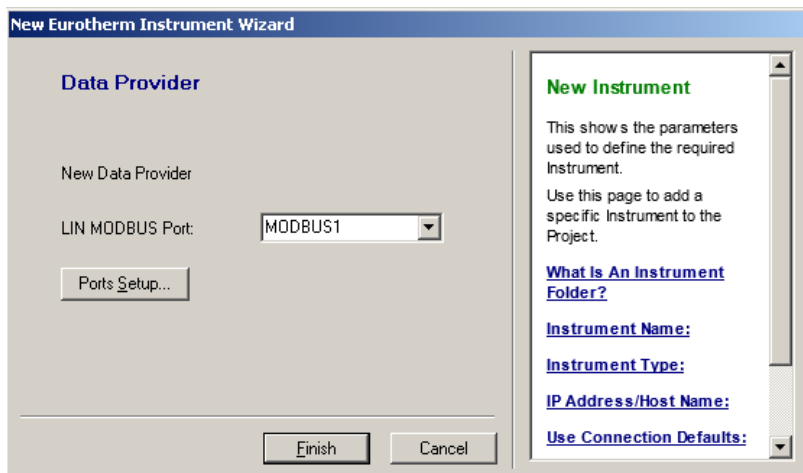 New Eurotherm Instrument Wizard
Data Provider
New Data Provider
LIN MODBUS Port:
MODBUS1
Ports Setup...
Finish
Cancel
New Instrument
This shows the parameters
used to define the required
Instrument.
Use this page to add a
specific Instrument to the
Project.
What Is An Instrument
Folder?
Instrument Name:
Instrument Type:
IP Address/Host Name:
Use Connection Defaults: